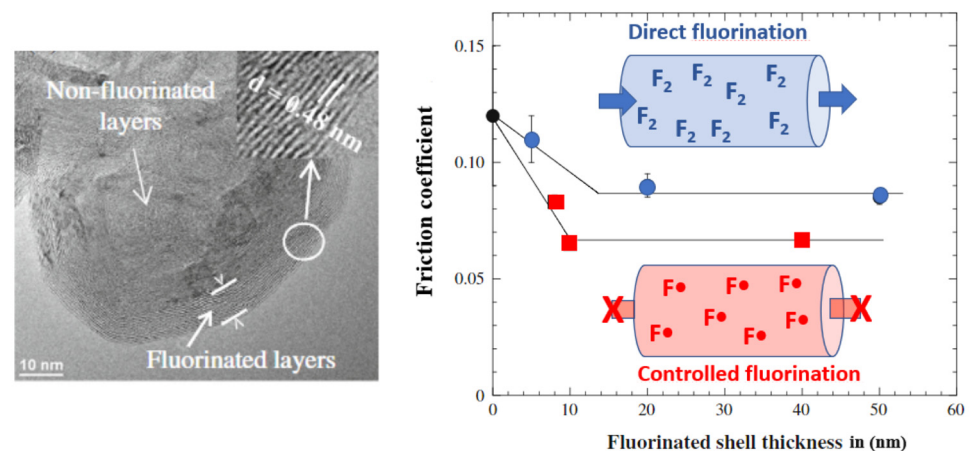 Non-fluorinated
layers
d = 0.48 nm
Fluorinated layers
10 nm
Friction coefficient
0.15
0.10
0.05
0
0
10
20
30
40
50
60
Fluorinated shell thickness in (nm)
Direct fluorination
F2
F2
F2
F2
F2
F2
F2
F2
X
F•
F•
F•
F•
F•
F•
F•
X
Controlled fluorination